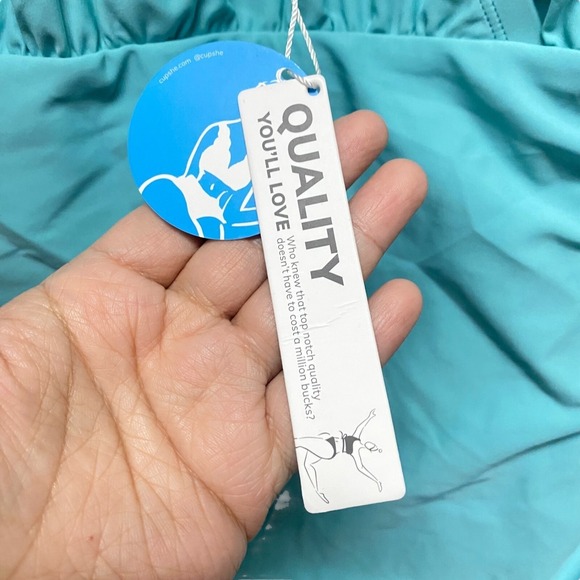 cupshe.com @cupshe
QUALITY
YOU'LL LOVE
Who knew that top notch quality
doesn't have to cost a million bucks?